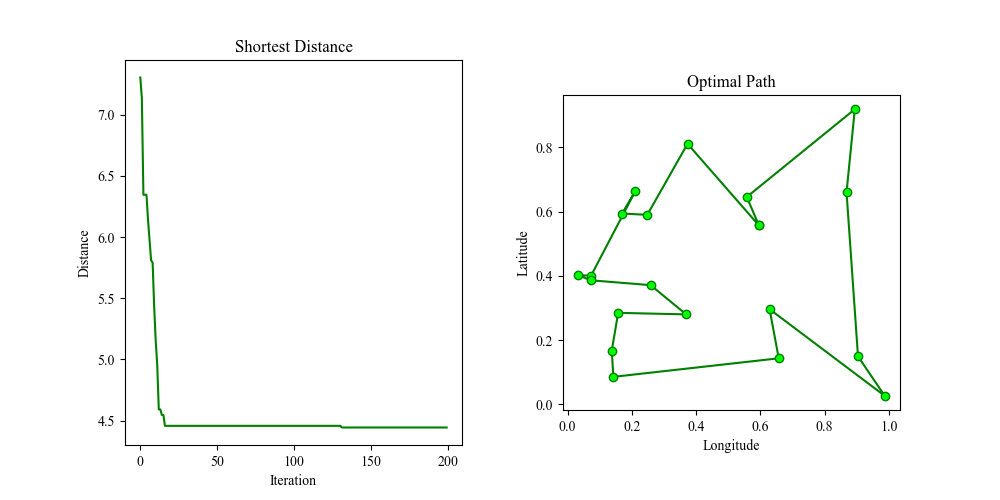 Shortest Distance
7.0
6.5
6.0
5.5
5.0
4.5
Distance
0 50 100 150 200
Iteration
Optimal Path
0.8
0.6
0.4
0.2
0.0
Latitude
0.0 0.2 0.4 0.6 0.8 1.0
Longitude